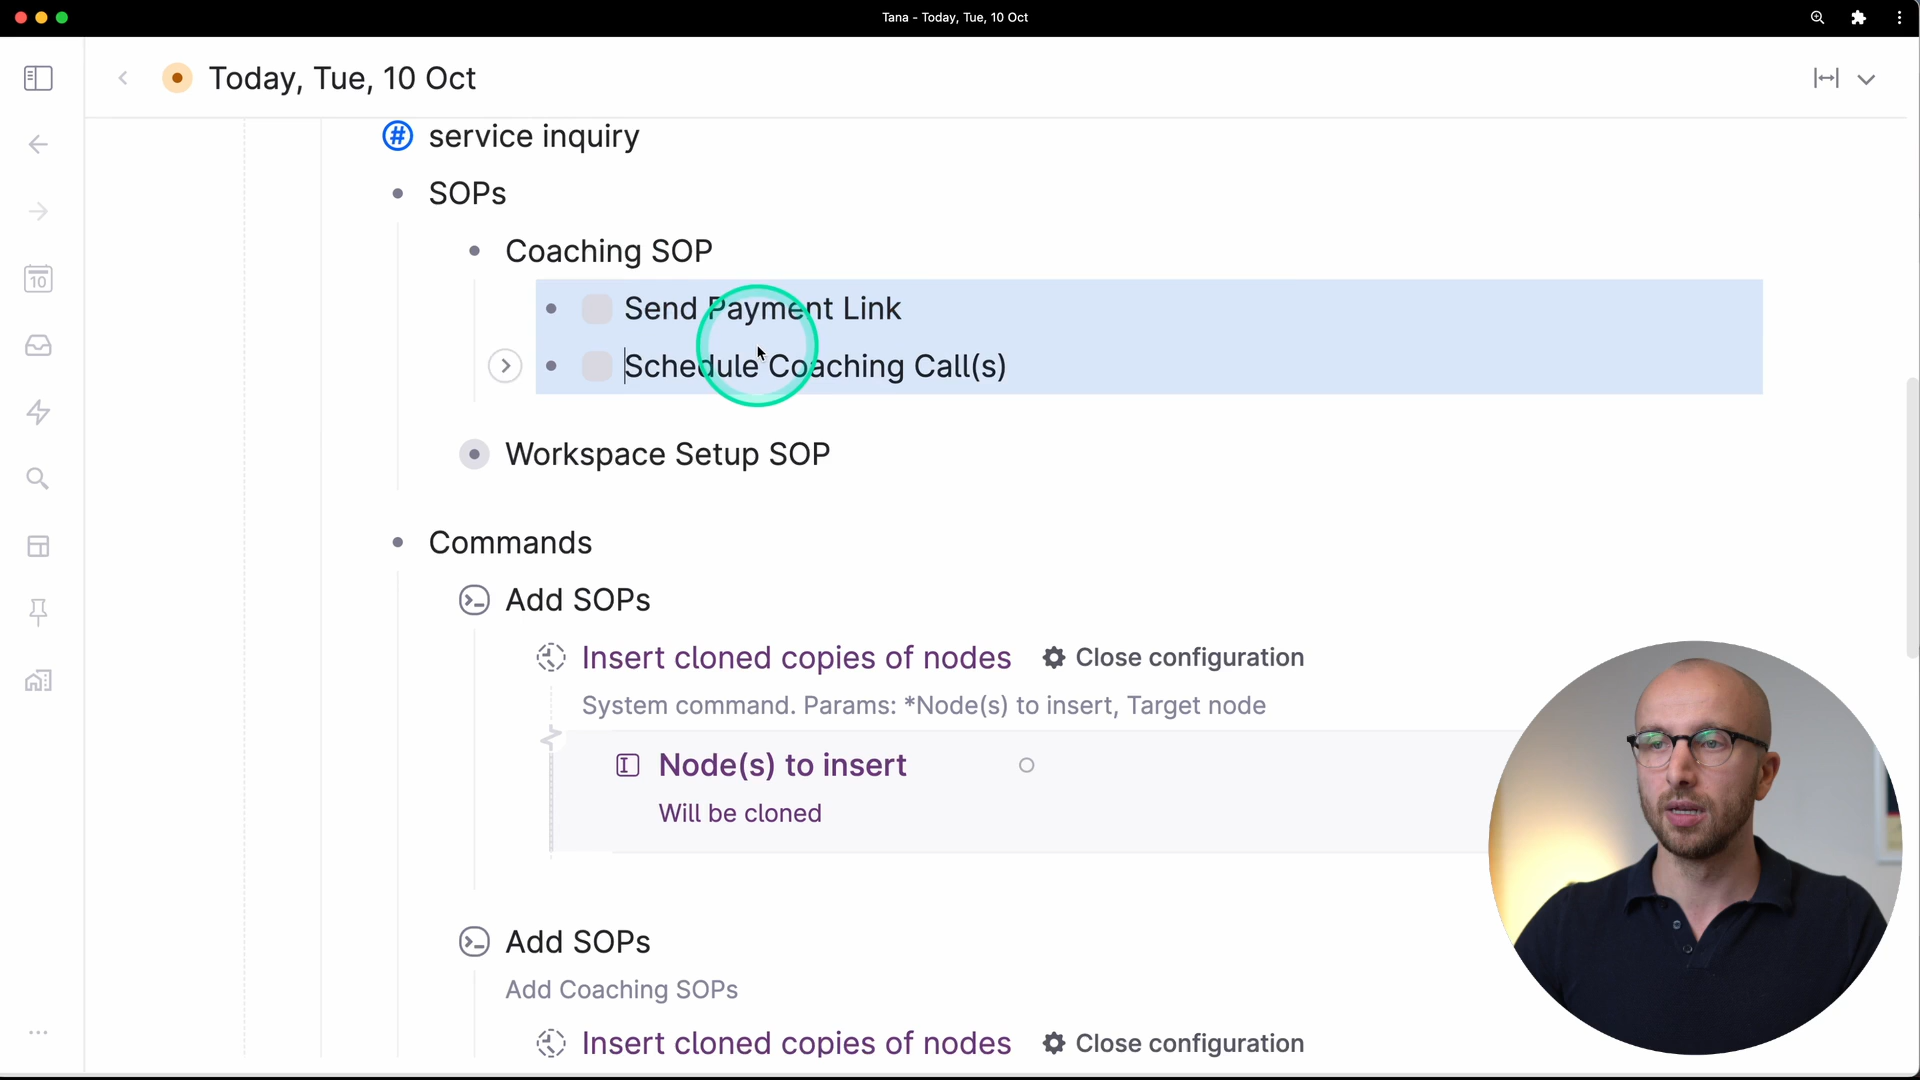 Tana - Today, Tue, 10 Oct
Today, Tue, 10 Oct
service inquiry
SOPs
Coaching SOP
Send Payment Link
10
Schedule Coaching Call(s)
Workspace Setup SOP
Commands
Add SOPs
Insert cloned copies of nodes Close configuration
System command. Params: *Node(s) to insert, Target node
Node(s) to insert
Will be cloned
Add SOPs
Add Coaching SOPs
Insert cloned copies of nodes Close configuration